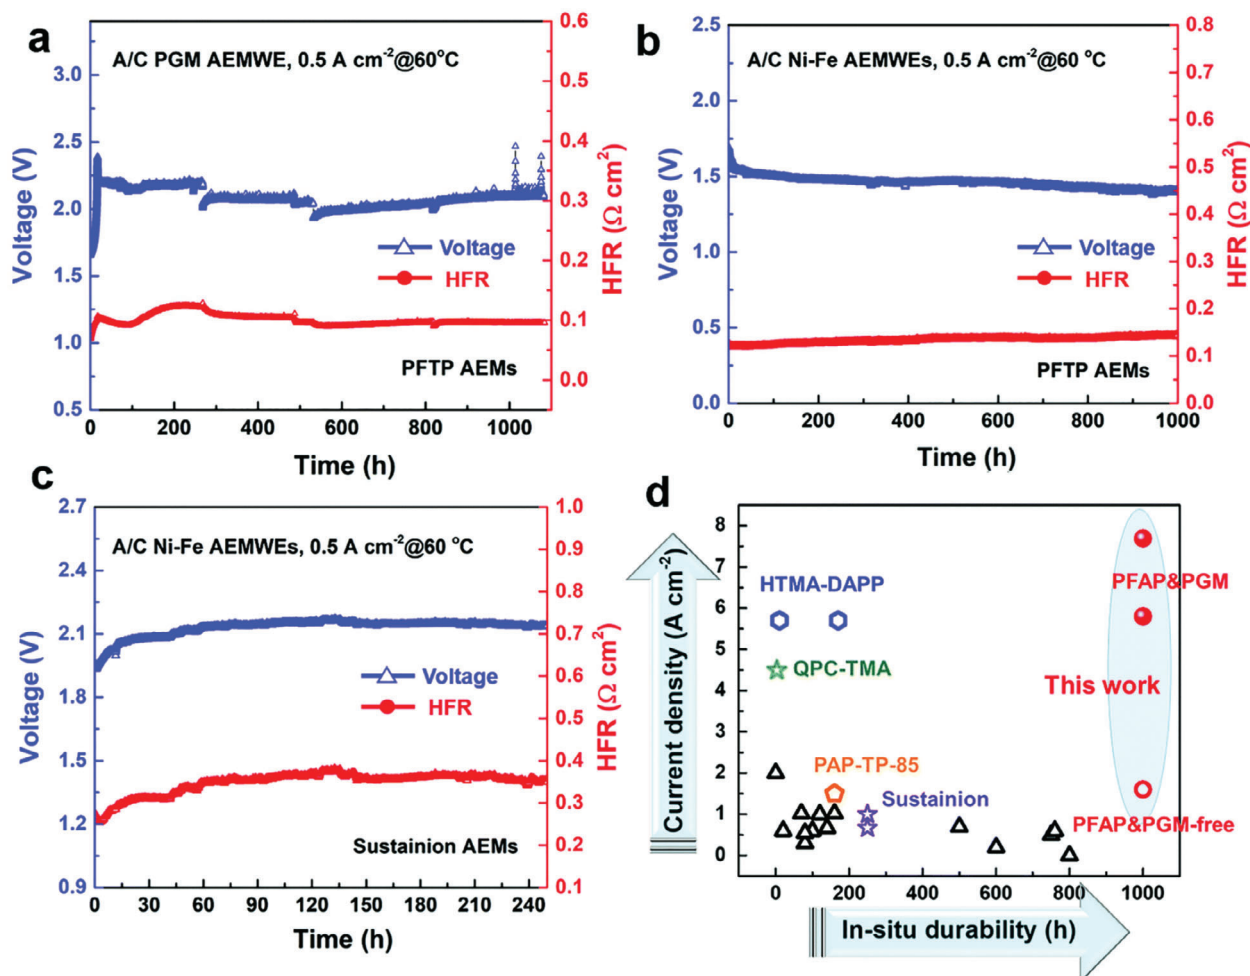 a
A/C PGM AEMWE, 0.5 A cm-2@60°C
3.0
2.5
2.0
1.5
1.0
0.5
Voltage (V)
0.6
0.5
0.4
0.3
0.2
0.1
0.0
HFR (Ω cm2)
Voltage
HFR
PFTP AEMs
0 200 400 600 800 1000
Time (h)
b
A/C Ni-Fe AEMWEs, 0.5 A cm-2@60 °C
2.5
2.0
1.5
1.0
0.5
0.0
Voltage (V)
0.8
0.7
0.6
0.5
0.4
0.3
0.2
0.1
0.0
HFR (Ω cm2)
Voltage
HFR
PFTP AEMs
0 200 400 600 800 1000
Time (h)
c
A/C Ni-Fe AEMWEs, 0.5 A cm-2@60 °C
2.7
2.4
2.1
1.8
1.5
1.2
0.9
Voltage (V)
1.0
0.9
0.8
0.7
0.6
0.5
0.4
0.3
0.2
0.1
HFR (Ω cm2)
Voltage
HFR
Sustainion AEMs
0 30 60 90 120 150 180 210 240
Time (h)
d
Current density (A cm-2)
8
7
6
5
4
3
2
1
0
HTMA-DAPP
QPC-TMA
PAP-TP-85
Sustainion
PFAP&PGM
This work
PFAP&PGM-free
0 200 400 600 800 1000
In-situ durability (h)